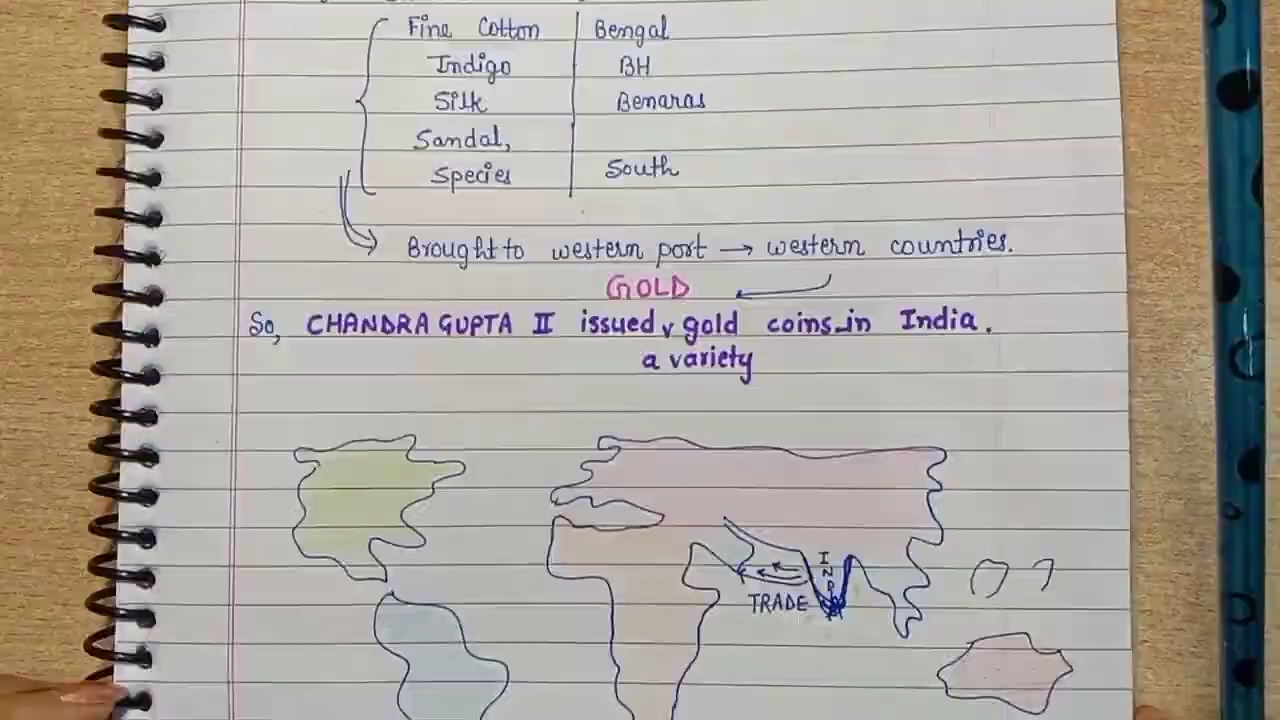 Fine Cotton Bengal
Indigo BH
Silk Benaras
Sandal,
Species South
Brought to western port → western countries.
GOLD
So, CHANDRA GUPTA II issued gold coins in India.
a variety
INDI
TRADE